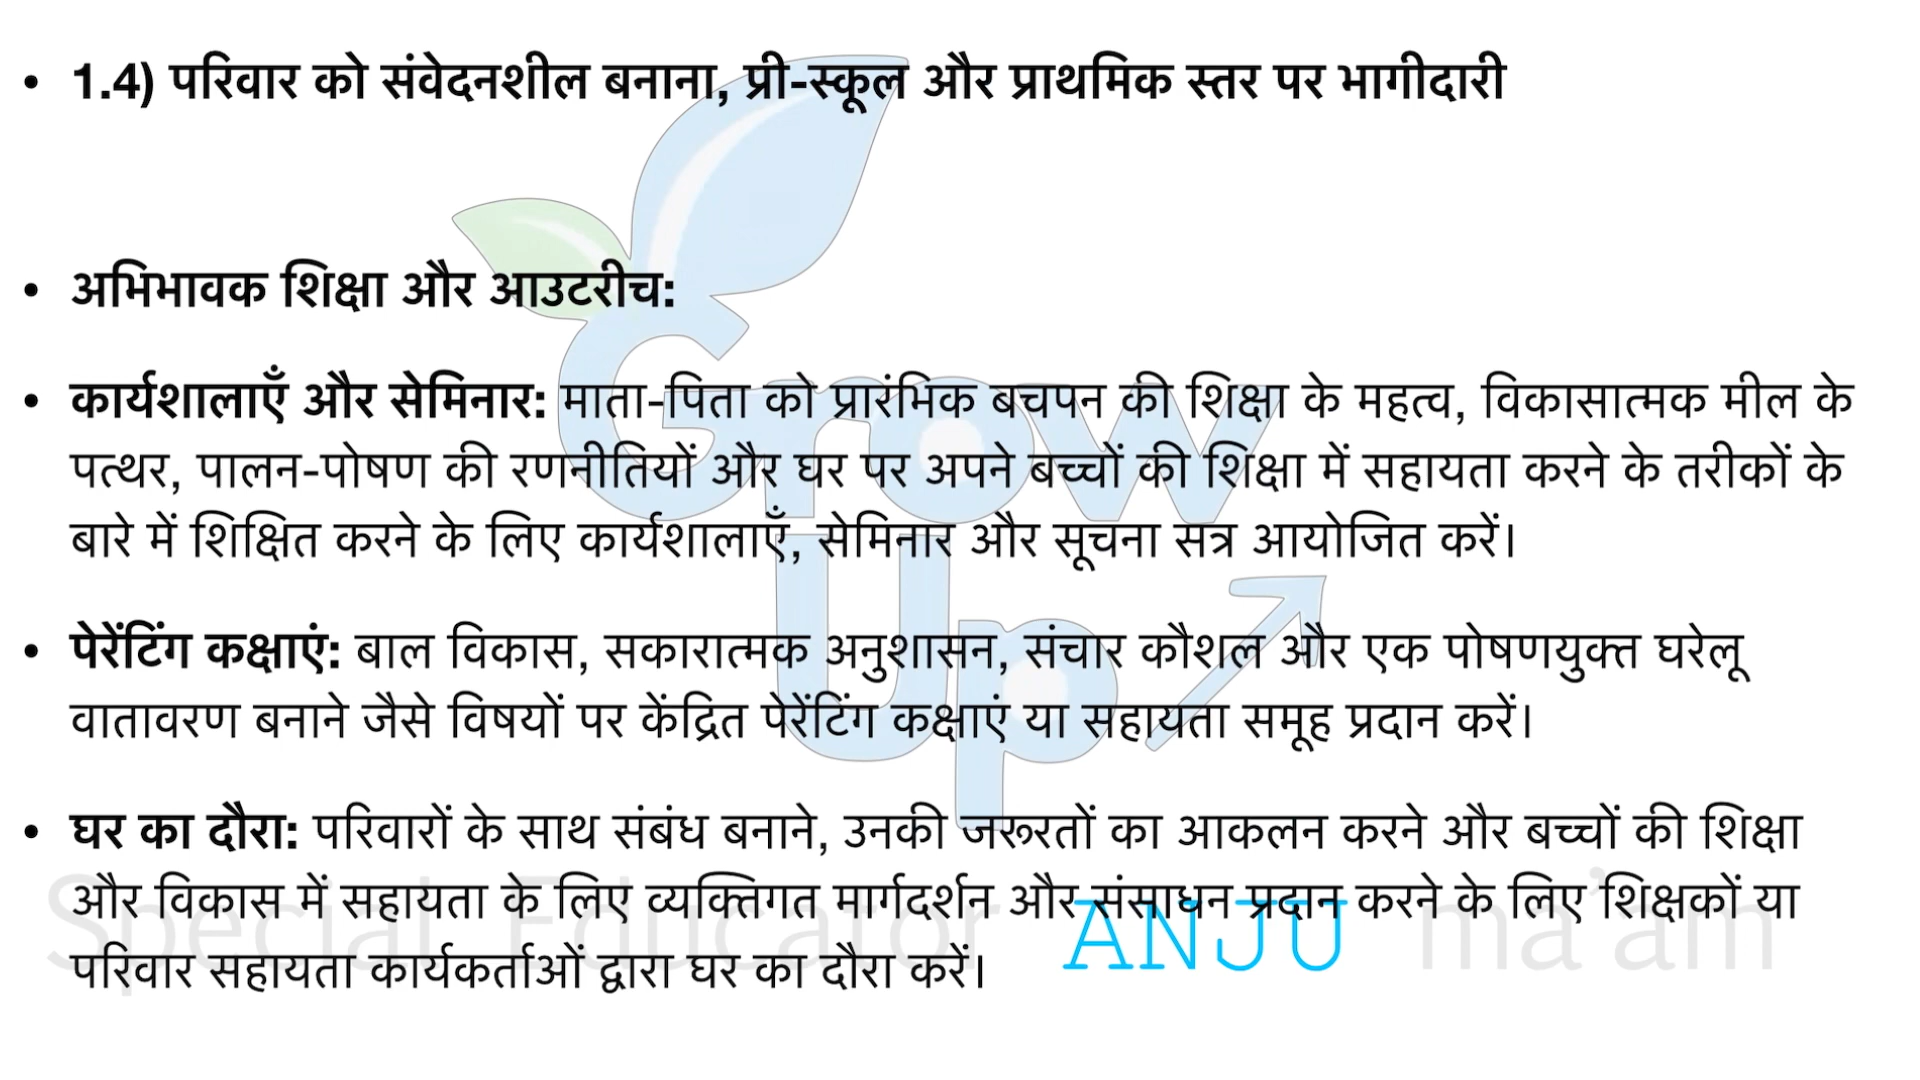 • 1.4) परिवार को संवेदनशील बनाना, प्री-स्कूल और प्राथमिक स्तर पर भागीदारी
• अभिभावक शिक्षा और आउटरीच:
• कार्यशालाएँ और सेमिनार: माता-पिता को प्रारंभिक बचपन की शिक्षा के महत्व, विकासात्मक मील के
पत्थर, पालन-पोषण की रणनीतियों और घर पर अपने बच्चों की शिक्षा में सहायता करने के तरीकों के
बारे में शिक्षित करने के लिए कार्यशालाएँ, सेमिनार और सूचना सत्र आयोजित करें।
• पेरेंटिंग कक्षाएं: बाल विकास, सकारात्मक अनुशासन, संचार कौशल और एक पोषणयुक्त घरेलू
वातावरण बनाने जैसे विषयों पर केंद्रित पेरेंटिंग कक्षाएं या सहायता समूह प्रदान करें।
• घर का दौरा: परिवारों के साथ संबंध बनाने, उनकी जरूरतों का आकलन करने और बच्चों की शिक्षा
और विकास में सहायता के लिए व्यक्तिगत मार्गदर्शन और संसाधन प्रदान करने के लिए शिक्षकों या
परिवार सहायता कार्यकर्ताओं द्वारा घर का दौरा करें।
Grow
Up
Special Educator ANJU ma'am